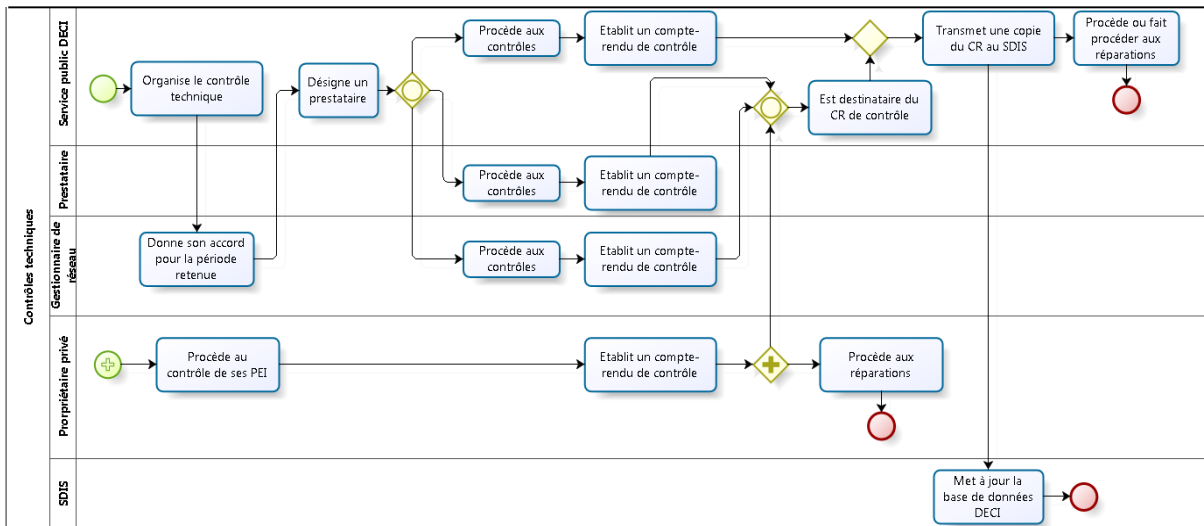 Contrôles techniques
Service public DECI
Organise le contrôle
technique
Désigne un
prestataire
Procède aux
contrôles
Etablit un compte-
rendu de contrôle
Est destinataire du
CR de contrôle
Transmet une copie
du CR au SDIS
Procède ou fait
procéder aux
réparations
Prestataire
Procède aux
contrôles
Etablit un compte-
rendu de contrôle
Gestionnaire de
réseau
Donne son accord
pour la période
retenue
Procède aux
contrôles
Etablit un compte-
rendu de contrôle
Prorpriétaire privé
Procède au
contrôle de ses PEI
Etablit un compte-
rendu de contrôle
Procède aux
réparations
SDIS
Met à jour la
base de données
DECI